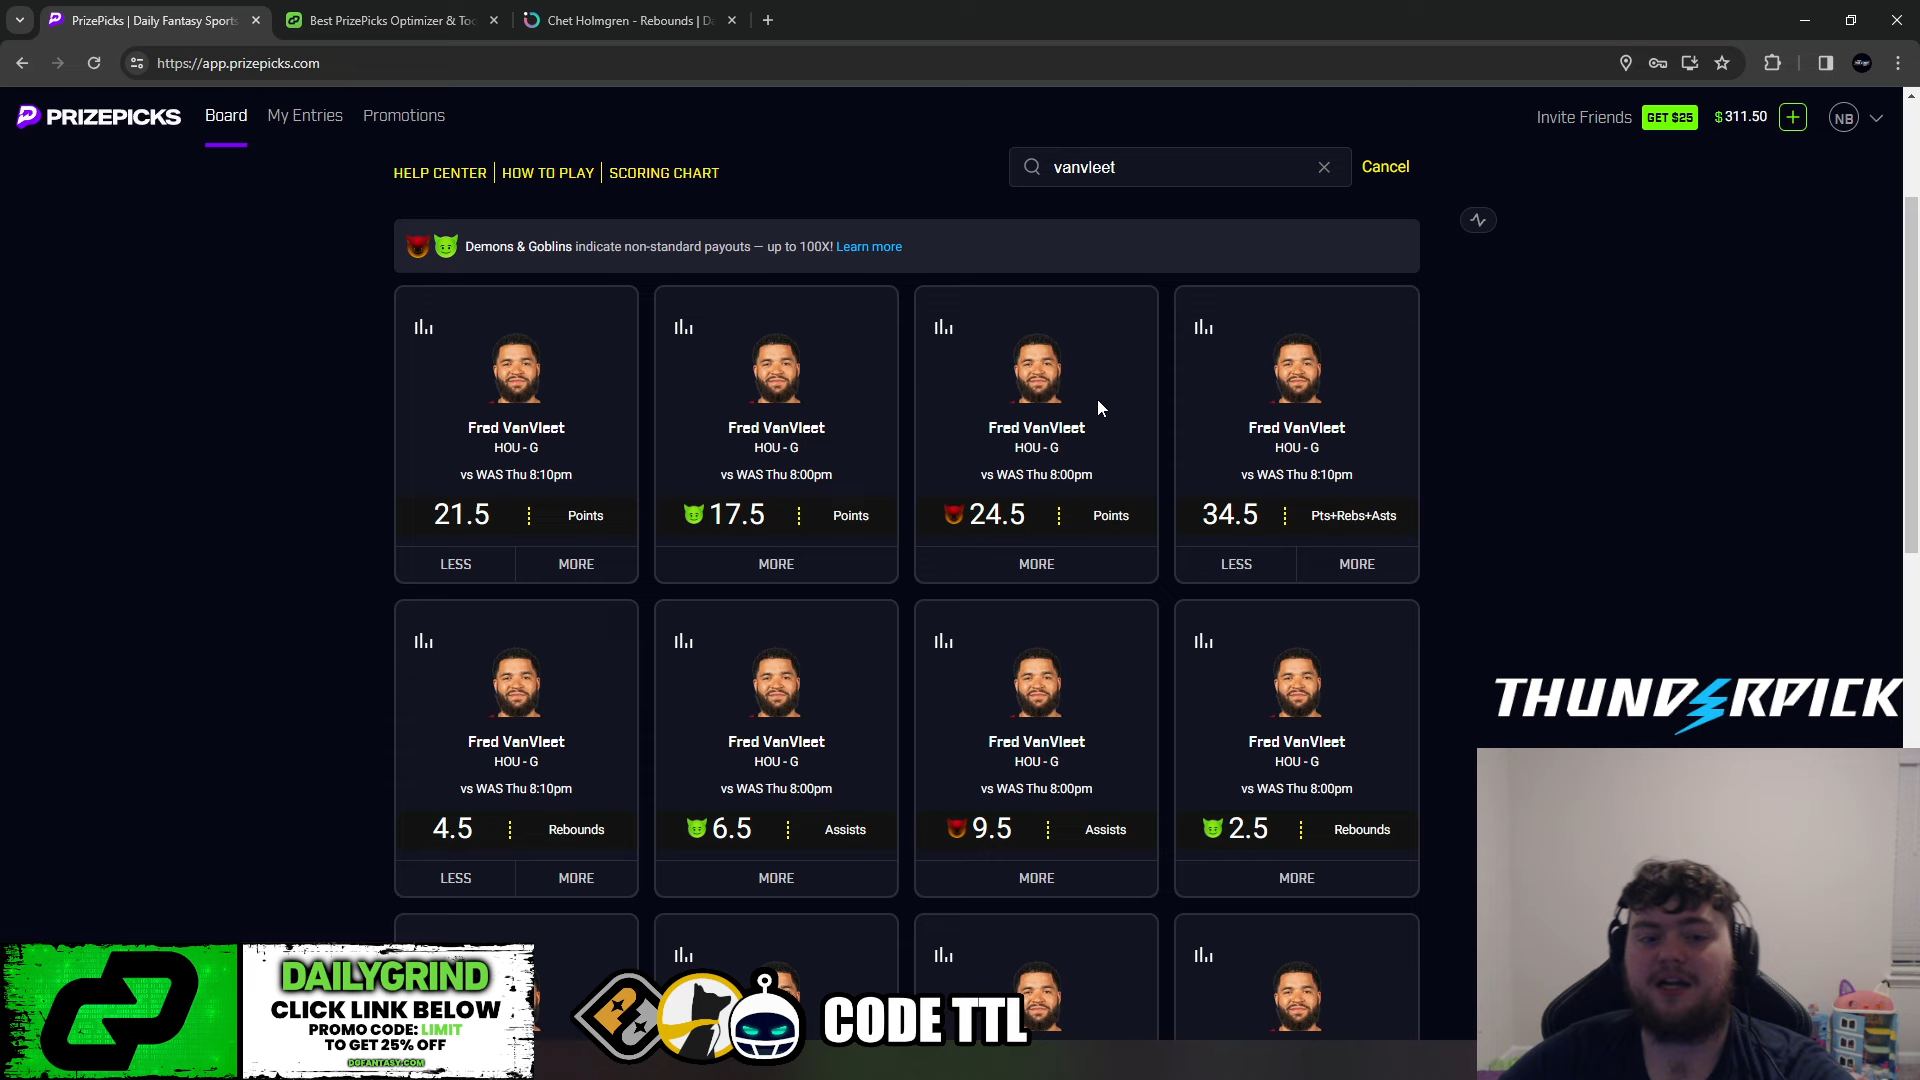 PrizePicks | Daily Fantasy Sports
Best PrizePicks Optimizer & Too
Chet Holmgren - Rebounds | D
https://app.prizepicks.com
PRIZEPICKS
Board
My Entries
Promotions
Invite Friends
GET $25
$311.50
NB
HELP CENTER
HOW TO PLAY
SCORING CHART
vanvleet
Cancel
Demons & Goblins indicate non-standard payouts — up to 100X! Learn more
Fred VanVleet
HOU - G
vs WAS Thu 8:10pm
21.5 Points
LESS MORE
Fred VanVleet
HOU - G
vs WAS Thu 8:00pm
17.5 Points
MORE
Fred VanVleet
HOU - G
vs WAS Thu 8:00pm
24.5 Points
MORE
Fred VanVleet
HOU - G
vs WAS Thu 8:10pm
34.5 Pts+Rebs+Asts
LESS MORE
Fred VanVleet
HOU - G
vs WAS Thu 8:10pm
4.5 Rebounds
LESS MORE
Fred VanVleet
HOU - G
vs WAS Thu 8:00pm
6.5 Assists
MORE
Fred VanVleet
HOU - G
vs WAS Thu 8:00pm
9.5 Assists
MORE
Fred VanVleet
HOU - G
vs WAS Thu 8:00pm
2.5 Rebounds
MORE
THUNDERPICK
DAILYGRIND
CLICK LINK BELOW
PROMO CODE: LIMIT
TO GET 25% OFF
DGFANTASY.COM
CODE TTL